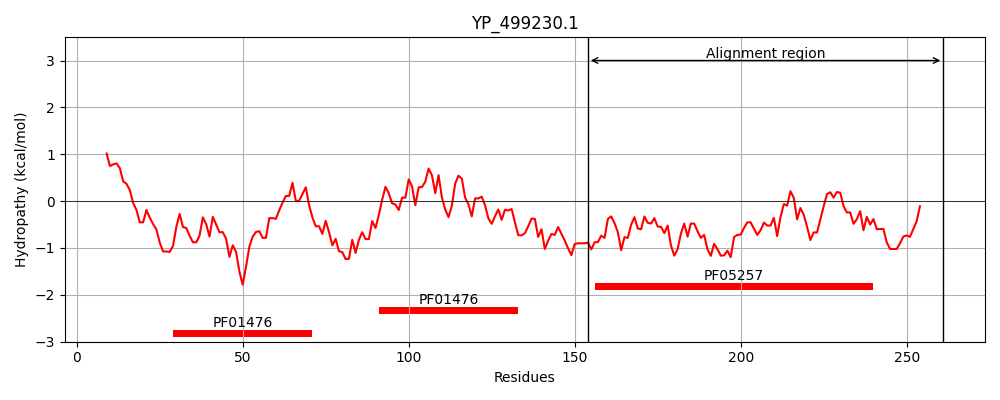 YP_499230.1
Alignment region
3
2
1
0
−1
−2
−3
Hydropathy (kcal/mol)
PF05257
PF01476
PF01476
0
50
100
150
200
250
Residues